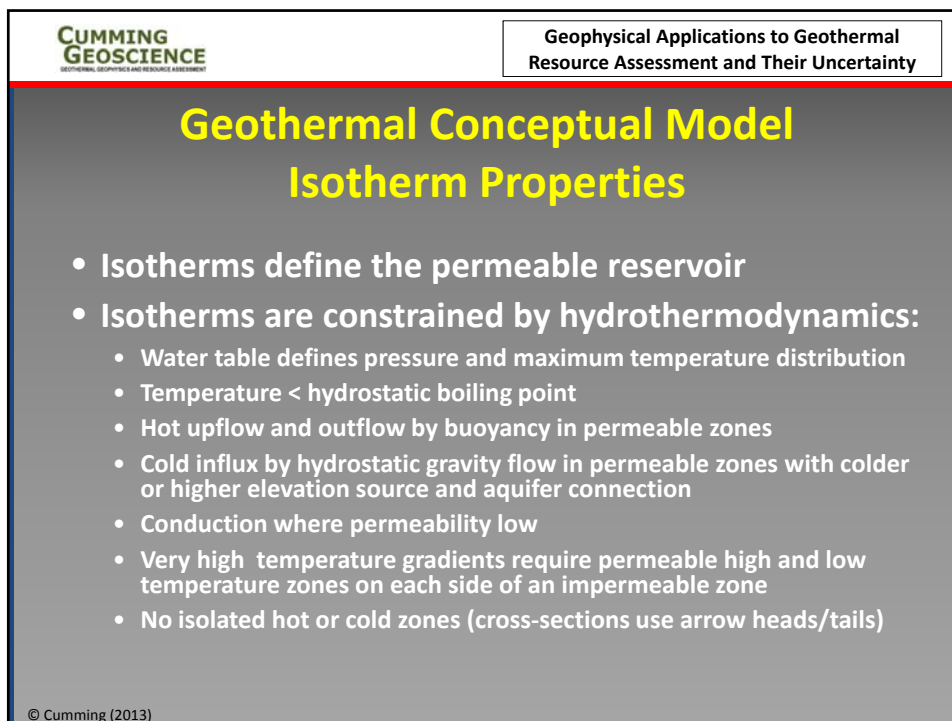 CUMMING
GEOSCIENCE
GEOTHERMAL GEOPHYSICS AND RESOURCE ASSESSMENT
Geophysical Applications to Geothermal
Resource Assessment and Their Uncertainty
Geothermal Conceptual Model
Isotherm Properties
• Isotherms define the permeable reservoir
• Isotherms are constrained by hydrothermodynamics:
• Water table defines pressure and maximum temperature distribution
• Temperature < hydrostatic boiling point
• Hot upflow and outflow by buoyancy in permeable zones
• Cold influx by hydrostatic gravity flow in permeable zones with colder
or higher elevation source and aquifer connection
• Conduction where permeability low
• Very high temperature gradients require permeable high and low
temperature zones on each side of an impermeable zone
• No isolated hot or cold zones (cross-sections use arrow heads/tails)
© Cumming (2013)